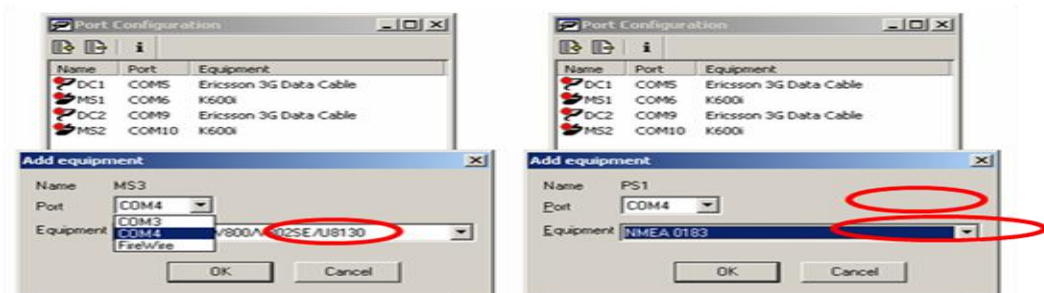 Port Configuration
i
Name Port Equipment
DC1 COM5 Ericsson 3G Data Cable
MS1 COM6 K600i
DC2 COM9 Ericsson 3G Data Cable
MS2 COM10 K600i
Add equipment
Name MS3
Port COM4
COM3
COM4
FireWire
Equipment /U8130
OK Cancel
Port Configuration
i
Name Port Equipment
DC1 COM5 Ericsson 3G Data Cable
MS1 COM6 K600i
DC2 COM9 Ericsson 3G Data Cable
MS2 COM10 K600i
Add equipment
Name PS1
Port COM4
Equipment NMEA 0183
OK Cancel